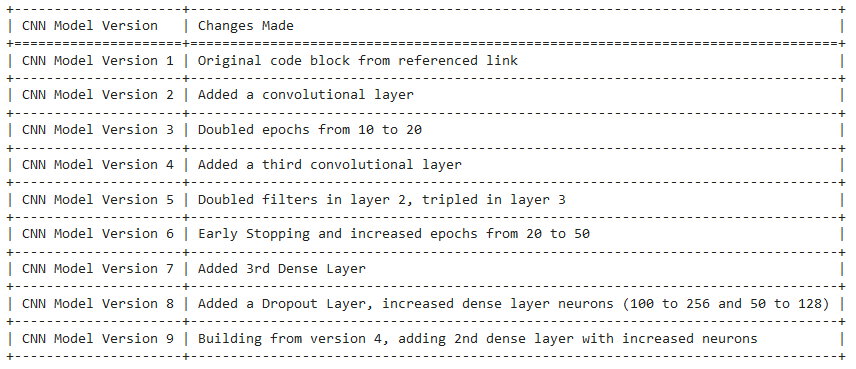 CNN Model Version | Changes Made
CNN Model Version 1 | Original code block from referenced link
CNN Model Version 2 | Added a convolutional layer
CNN Model Version 3 | Doubled epochs from 10 to 20
CNN Model Version 4 | Added a third convolutional layer
CNN Model Version 5 | Doubled filters in layer 2, tripled in layer 3
CNN Model Version 6 | Early Stopping and increased epochs from 20 to 50
CNN Model Version 7 | Added 3rd Dense Layer
CNN Model Version 8 | Added a Dropout Layer, increased dense layer neurons (100 to 256 and 50 to 128)
CNN Model Version 9 | Building from version 4, adding 2nd dense layer with increased neurons